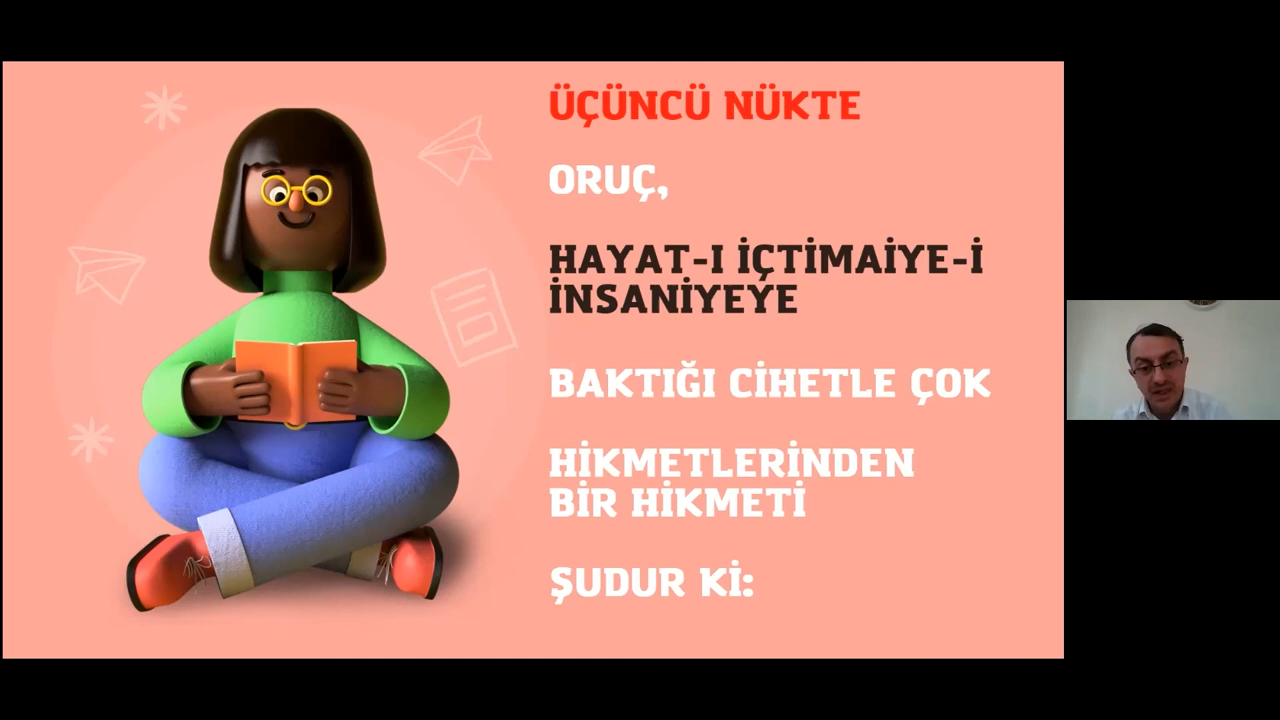 ÜÇÜNCÜ NÜKTE
ORUÇ,
HAYAT-I İÇTİMAİYE-İ
İNSANİYEYE
BAKTIĞI CİHETLE ÇOK
HİKMETLERİNDEN
BİR HİKMETİ
ŞUDUR Kİ: